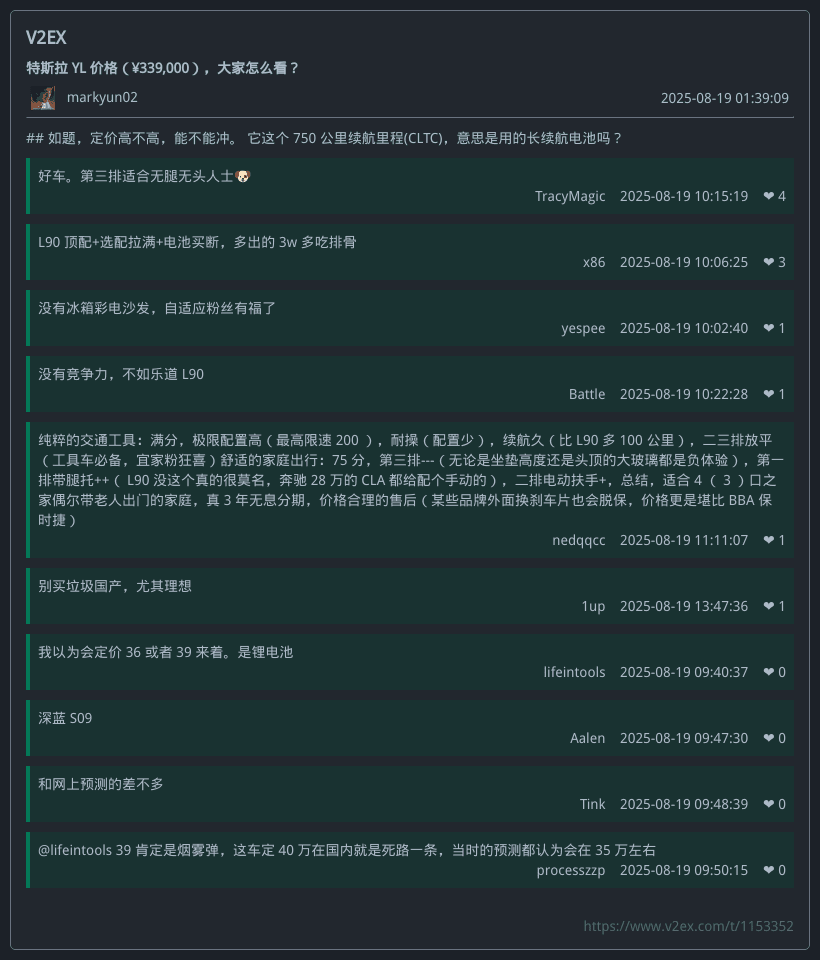 V2EX
特斯拉 YL 价格（¥339,000），大家怎么看？
markyun02 2025-08-19 01:39:09
## 如题，定价高不高，能不能冲。 它这个 750 公里续航里程(CLTC)，意思是用的长续航电池吗？
好车。第三排适合无腿无头人士🐶
TracyMagic 2025-08-19 10:15:19 ❤ 4
L90 顶配+选配拉满+电池买断，多出的 3w 多吃排骨
x86 2025-08-19 10:06:25 ❤ 3
没有冰箱彩电沙发，自适应粉丝有福了
yespee 2025-08-19 10:02:40 ❤ 1
没有竞争力，不如乐道 L90
Battle 2025-08-19 10:22:28 ❤ 1
纯粹的交通工具：满分，极限配置高（最高限速 200 ），耐操（配置少），续航久（比 L90 多 100 公里），二三排放平
（工具车必备，宜家粉狂喜）舒适的家庭出行：75 分，第三排---（无论是坐垫高度还是头顶的大玻璃都是负体验），第一
排带腿托++（ L90 没这个真的很莫名，奔驰 28 万的 CLA 都给配个手动的），二排电动扶手+，总结，适合 4 （ 3 ）口之
家偶尔带老人出门的家庭，真 3 年无息分期，价格合理的售后（某些品牌外面换刹车片也会脱保，价格更是堪比 BBA 保
时捷）
nedqqcc 2025-08-19 11:11:07 ❤ 1
别买垃圾国产，尤其理想
1up 2025-08-19 13:47:36 ❤ 1
我以为会定价 36 或者 39 来着。是锂电池
lifeintools 2025-08-19 09:40:37 ❤ 0
深蓝 S09
Aalen 2025-08-19 09:47:30 ❤ 0
和网上预测的差不多
Tink 2025-08-19 09:48:39 ❤ 0
@lifeintools 39 肯定是烟雾弹，这车定 40 万在国内就是死路一条，当时的预测都认为会在 35 万左右
processzzp 2025-08-19 09:50:15 ❤ 0
https://www.v2ex.com/t/1153352